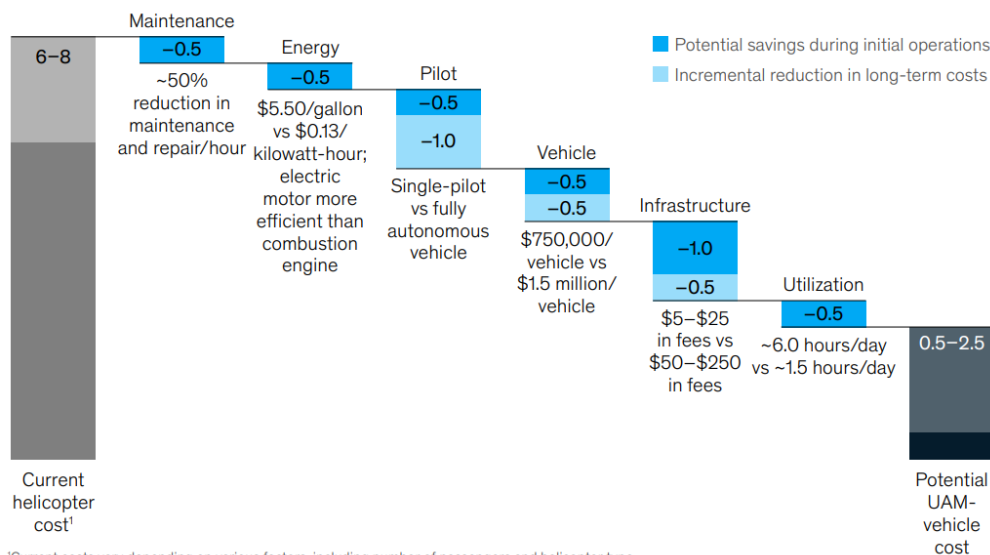 Maintenance
6–8
–0.5
~50%
reduction in
maintenance
and repair/hour
Energy
–0.5
$5.50/gallon
vs $0.13/
kilowatt-hour;
electric
motor more
efficient than
combustion
engine
Pilot
–0.5
–1.0
Single-pilot
vs fully
autonomous
vehicle
Vehicle
–0.5
–0.5
$750,000/
vehicle vs
$1.5 million/
vehicle
Infrastructure
–1.0
–0.5
$5–$25
in fees vs
$50–$250
in fees
Utilization
–0.5
~6.0 hours/day
vs ~1.5 hours/day
Potential savings during initial operations
Incremental reduction in long-term costs
0.5–2.5
Current
helicopter
cost¹
Potential
UAM-
vehicle
cost